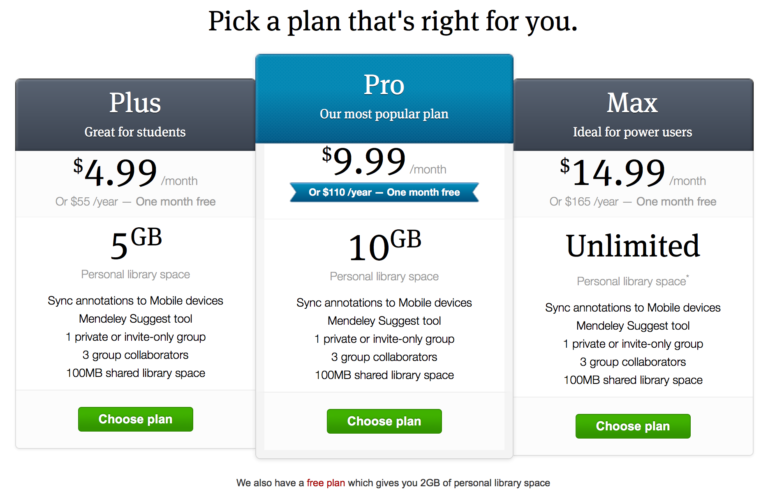 Pick a plan that's right for you.
Plus
Great for students
$4.99 /month
Or $55 /year — One month free
5GB
Personal library space
Sync annotations to Mobile devices
Mendeley Suggest tool
1 private or invite-only group
3 group collaborators
100MB shared library space
Choose plan
Pro
Our most popular plan
$9.99 /month
Or $110 /year — One month free
10GB
Personal library space
Sync annotations to Mobile devices
Mendeley Suggest tool
1 private or invite-only group
3 group collaborators
100MB shared library space
Choose plan
Max
Ideal for power users
$14.99 /month
Or $165 /year — One month free
Unlimited
Personal library space*
Sync annotations to Mobile devices
Mendeley Suggest tool
1 private or invite-only group
3 group collaborators
100MB shared library space
Choose plan
We also have a free plan which gives you 2GB of personal library space